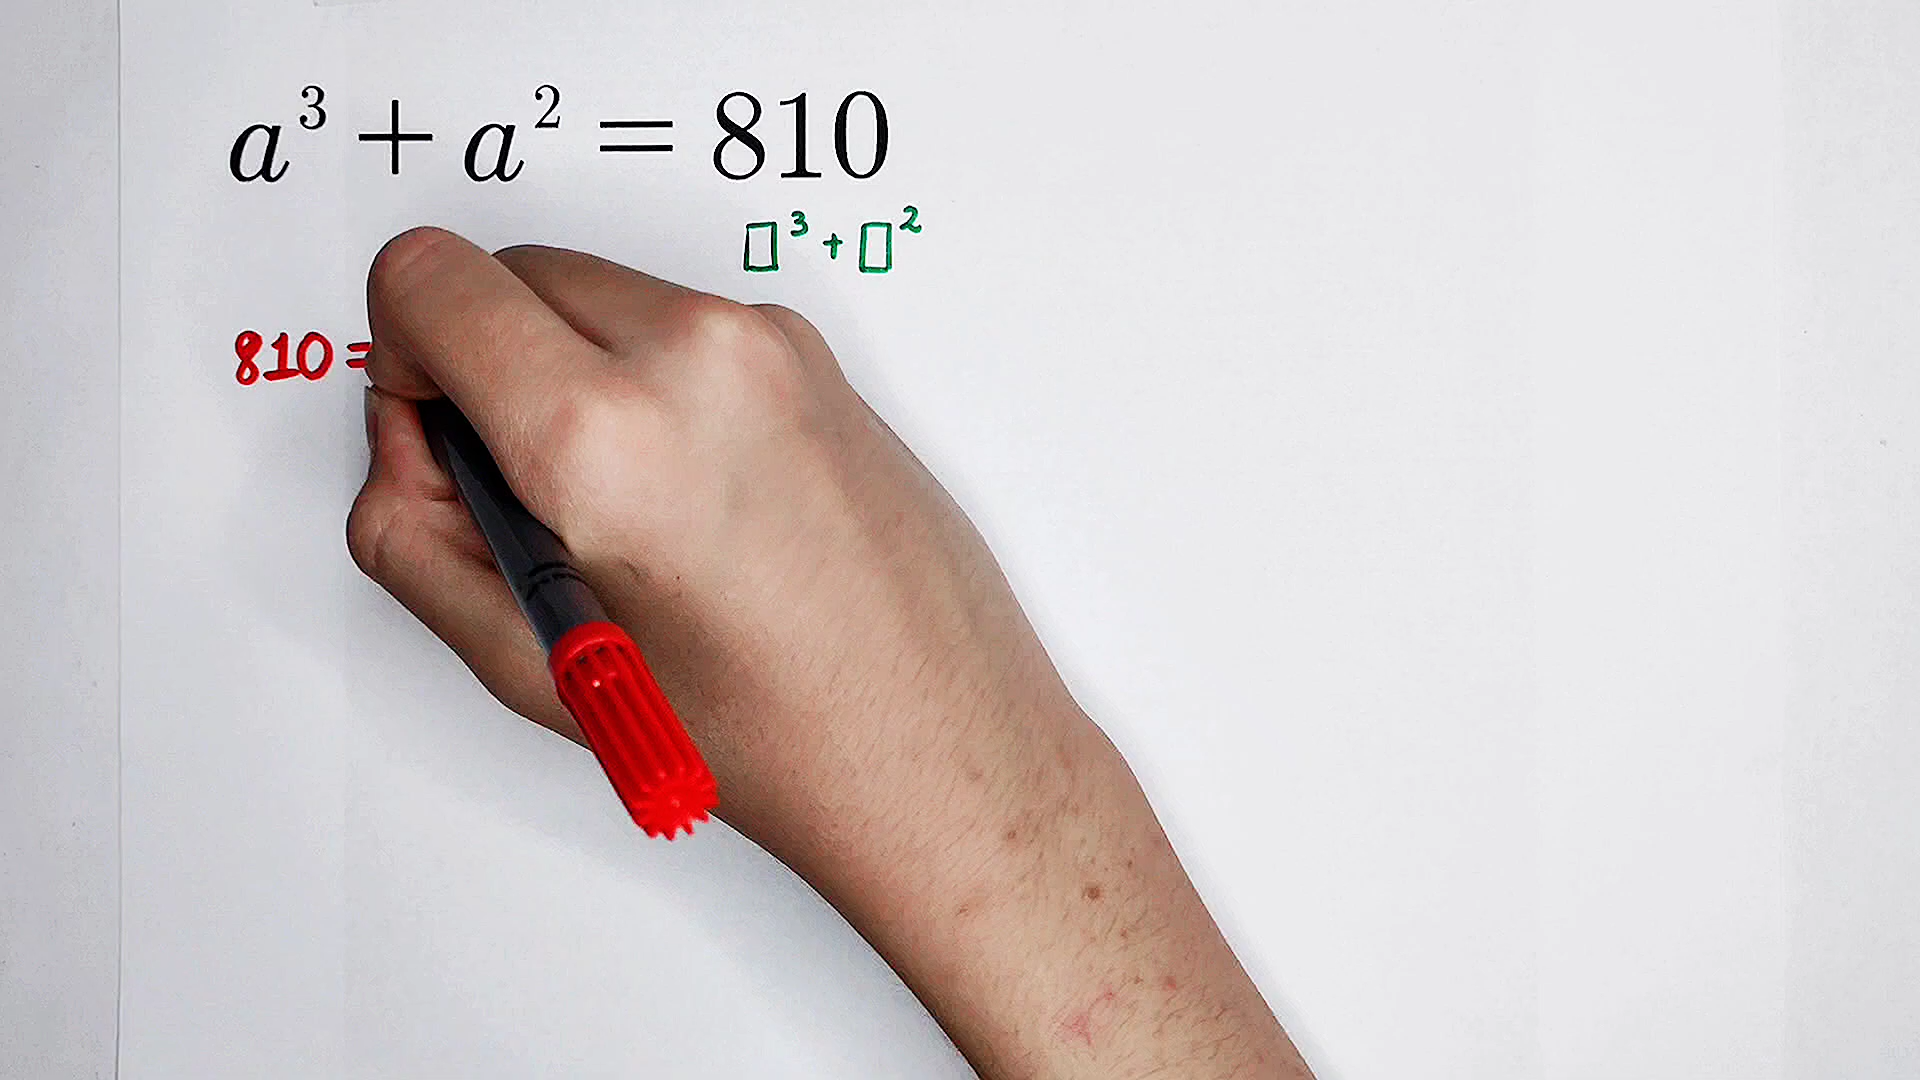 a³ + a² = 810
□³ + □²
810 =